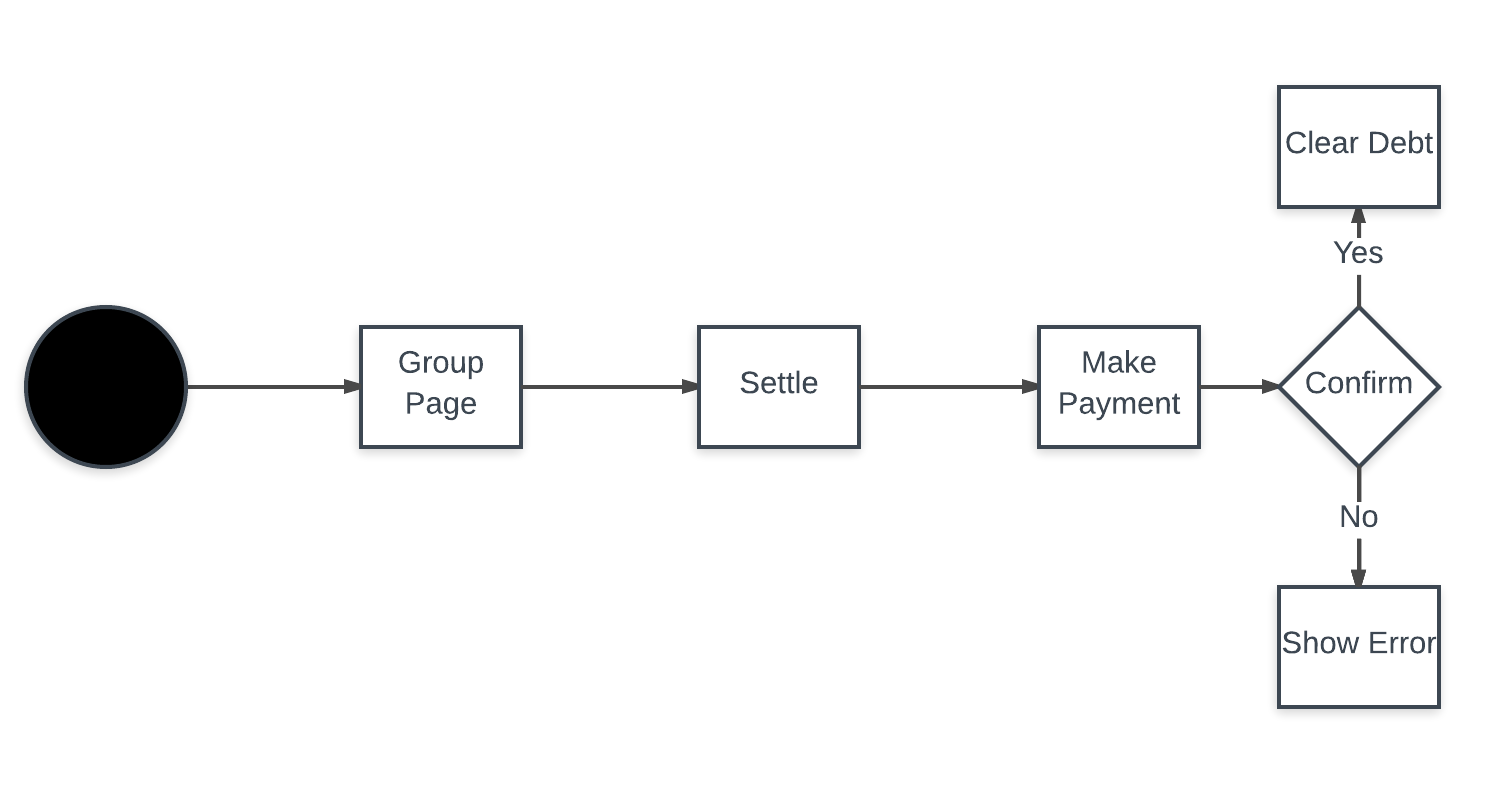 Clear Debt
Yes
Group
Page
Settle
Make
Payment
Confirm
No
Show Error